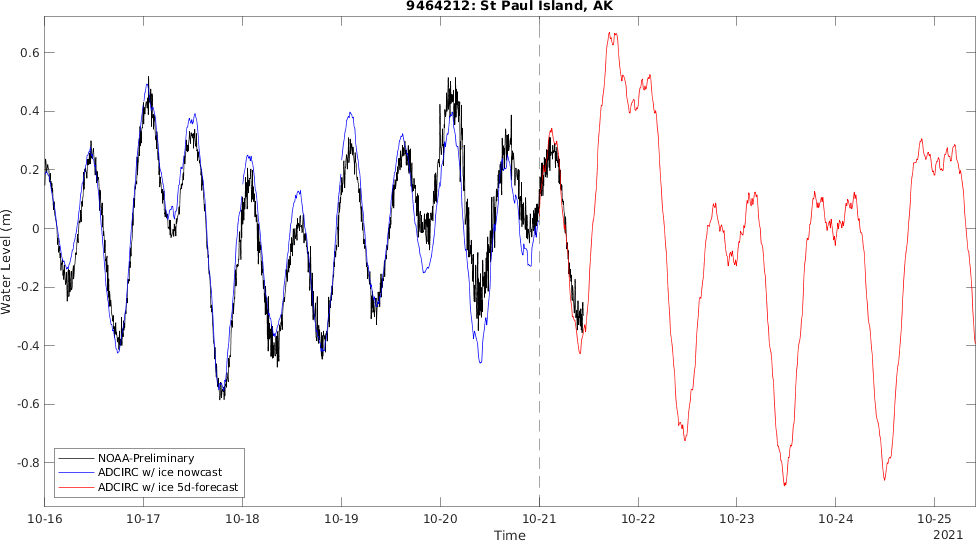 9464212: St Paul Island, AK
Water Level (m)
0.6
0.4
0.2
0
-0.2
-0.4
-0.6
-0.8
NOAA-Preliminary
ADCIRC w/ ice nowcast
ADCIRC w/ ice 5d-forecast
10-16 10-17 10-18 10-19 10-20 10-21 10-22 10-23 10-24 10-25
Time
2021